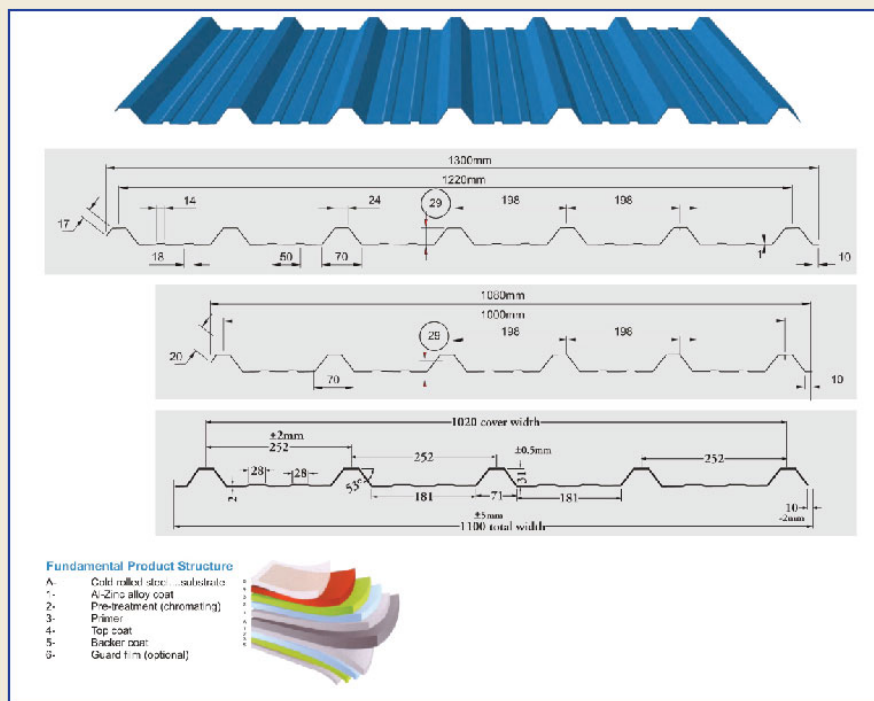 1300mm
1220mm
17
14
24
29
198
198
18
50
70
1
10
1080mm
1000mm
20
29
198
198
70
10
1020 cover width
±2mm
252
252
±0.5mm
252
28
28
53°
31
2
181
71
181
10
-2mm
±5mm
1100 total width
Fundamental Product Structure
A- Cold rolled steel....substrate
1- Al-Zinc alloy coat
2- Pre-treatment (chromating)
3- Primer
4- Top coat
5- Backer coat
6- Guard film (optional)